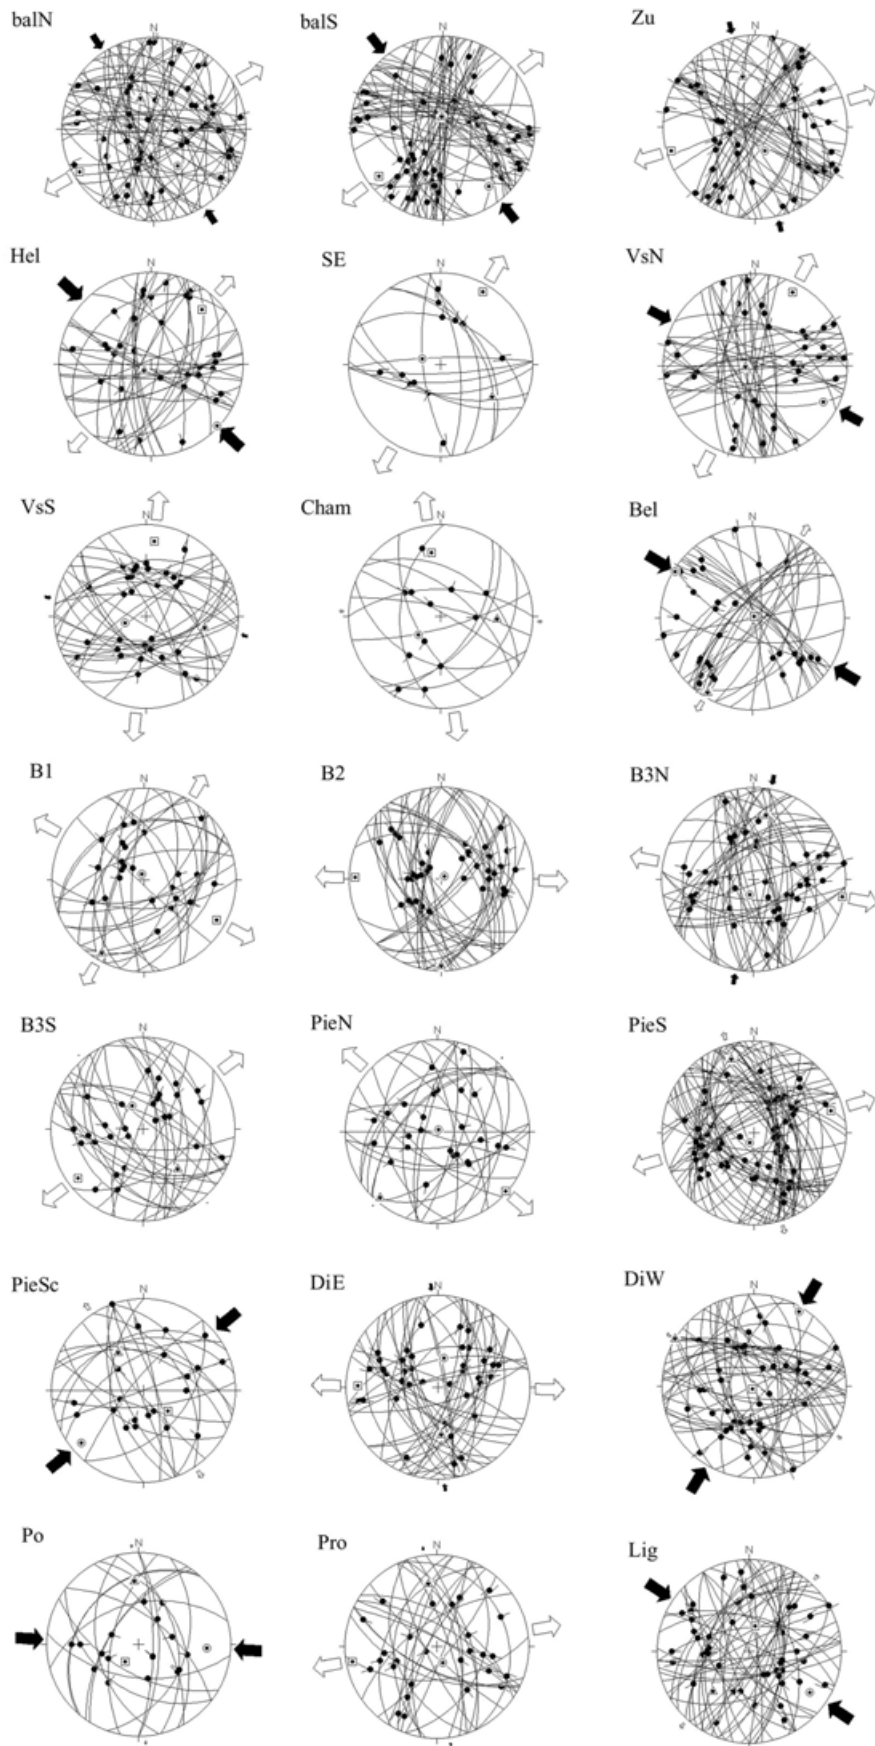 balN balS Zu
N N N
Hel SE VsN
N N N
VsS Cham Bel
N N N
B1 B2 B3N
N N N
B3S PieN PieS
N N N
PieSc DiE DiW
N N N
Po Pro Lig
N N N